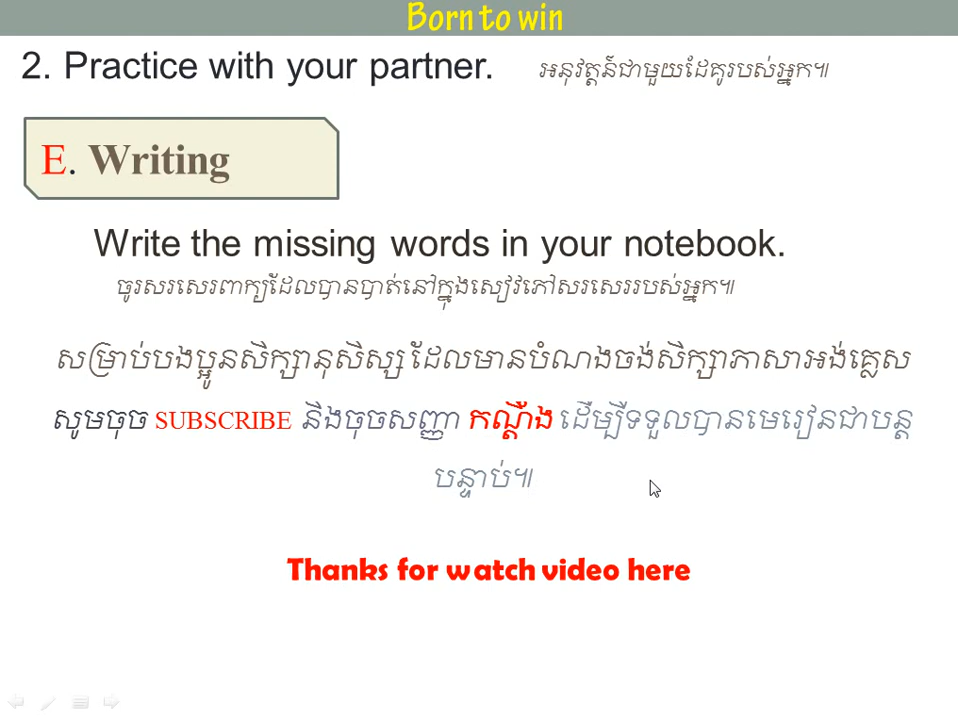 Born to win
2. Practice with your partner. អនុវត្តន៍ជាមួយដៃគូរបស់អ្នក៕
E. Writing
Write the missing words in your notebook.
ចូរសរសេរពាក្យដែលបានបាត់នៅក្នុងសៀវភៅសរសេររបស់អ្នក៕
សម្រាប់បងប្អូនសិក្សានុសិស្ស ដែលមានបំណងចង់សិក្សាភាសាអង់គ្លេស
សូមចុច SUBSCRIBE និងចុចសញ្ញា កណ្តឹង ដើម្បីទទួលបានមេរៀនជាបន្ត
បន្ទាប់៕
Thanks for watch video here